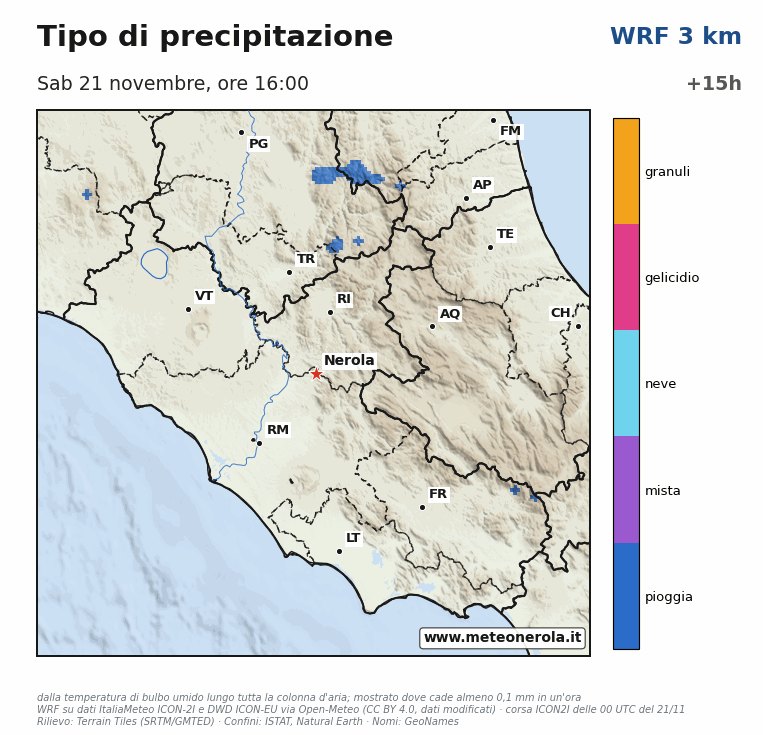 Tipo di precipitazione
WRF 3 km
Sab 21 novembre, ore 16:00
+15h
FM
PG
AP
TE
TR
RI
VT
AQ
CH
Nerola
RM
FR
LT
www.meteonerola.it
granuli
gelicidio
neve
mista
pioggia
dalla temperatura di bulbo umido lungo tutta la colonna d'aria; mostrato dove cade almeno 0,1 mm in un'ora
WRF su dati ItaliaMeteo ICON-2I e DWD ICON-EU via Open-Meteo (CC BY 4.0, dati modificati) · corsa ICON2I delle 00 UTC del 21/11
Rilievo: Terrain Tiles (SRTM/GMTED) · Confini: ISTAT, Natural Earth · Nomi: GeoNames